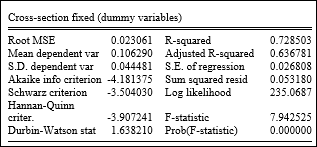 Cross-section fixed (dummy variables)
Root MSE 0.023061 R-squared 0.728503
Mean dependent var 0.106290 Adjusted R-squared 0.636781
S.D. dependent var 0.044481 S.E. of regression 0.026808
Akaike info criterion -4.181375 Sum squared resid 0.053180
Schwarz criterion -3.504030 Log likelihood 235.0687
Hannan-Quinn
criter. -3.907241 F-statistic 7.942525
Durbin-Watson stat 1.638210 Prob(F-statistic) 0.000000